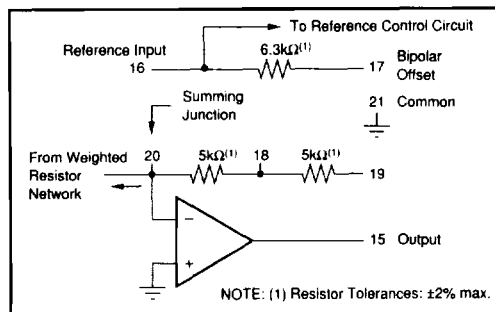 To Reference Control Circuit
Reference Input
16
6.3kΩ(1)
17
Bipolar
Offset
21
Common
Summing
Junction
From Weighted
Resistor
Network
20
5kΩ(1)
18
5kΩ(1)
19
−
+
15
Output
NOTE: (1) Resistor Tolerances: ±2% max.